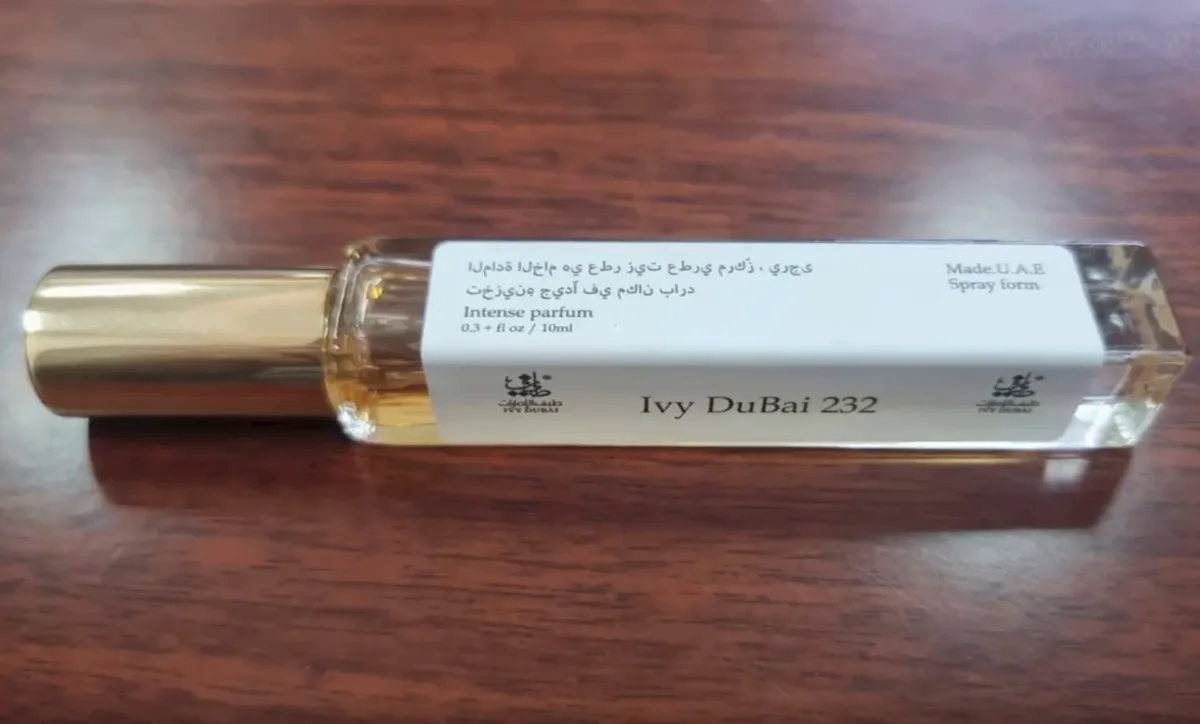 المادة الخام هي عطر زيت عطري مركّز ، يرجى
تخزينه جيداً في مكان بارد
Intense parfum
0.3 + fl oz / 10ml
Made.U.A.E
Spray form
IVY DUBAI
Ivy DuBai 232
IVY DUBAI